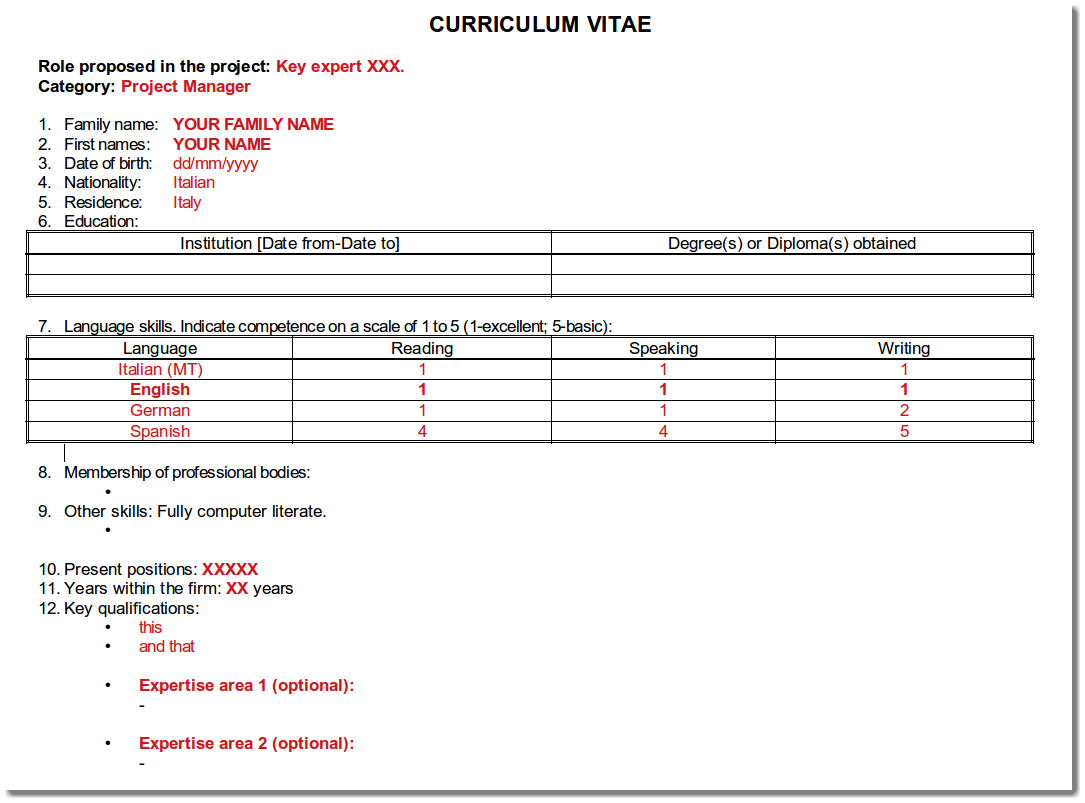 CURRICULUM VITAE
Role proposed in the project: Key expert XXX.
Category: Project Manager
1. Family name: YOUR FAMILY NAME
2. First names: YOUR NAME
3. Date of birth: dd/mm/yyyy
4. Nationality: Italian
5. Residence: Italy
6. Education:
Institution [Date from-Date to] Degree(s) or Diploma(s) obtained
7. Language skills. Indicate competence on a scale of 1 to 5 (1-excellent; 5-basic):
Language Reading Speaking Writing
Italian (MT) 1 1 1
English 1 1 1
German 1 1 2
Spanish 4 4 5
8. Membership of professional bodies:
•
9. Other skills: Fully computer literate.
•
10. Present positions: XXXXX
11. Years within the firm: XX years
12. Key qualifications:
• this
• and that
• Expertise area 1 (optional):
-
• Expertise area 2 (optional):
-